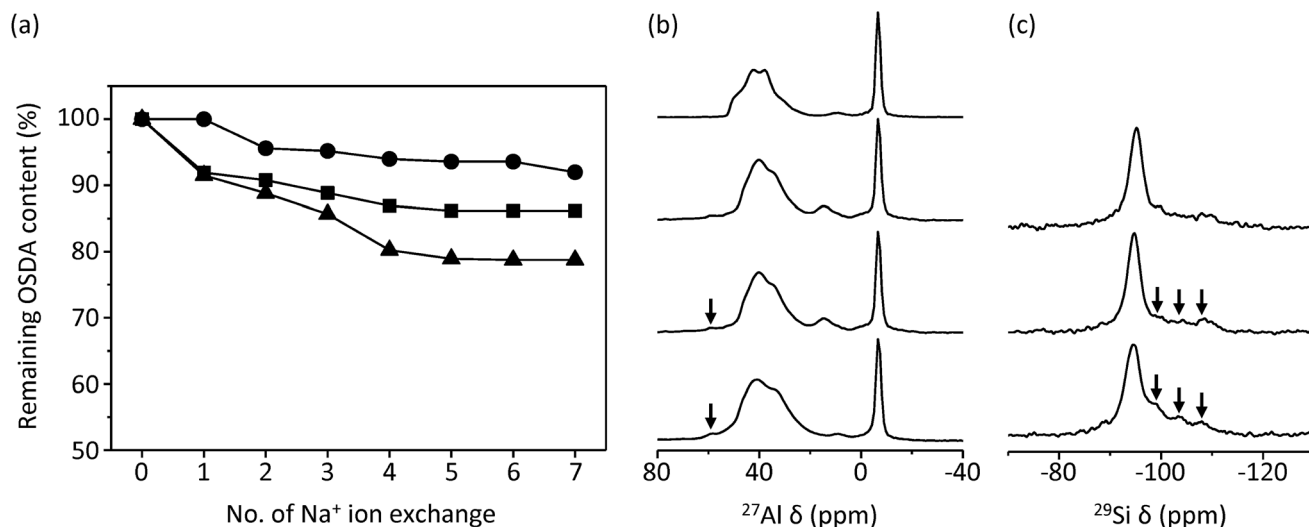 (a)
Remaining OSDA content (%)
100
90
80
70
60
50
0 1 2 3 4 5 6 7
No. of Na⁺ ion exchange
(b)
80 40 0 -40
²⁷Al δ (ppm)
(c)
-80 -100 -120
²⁹Si δ (ppm)